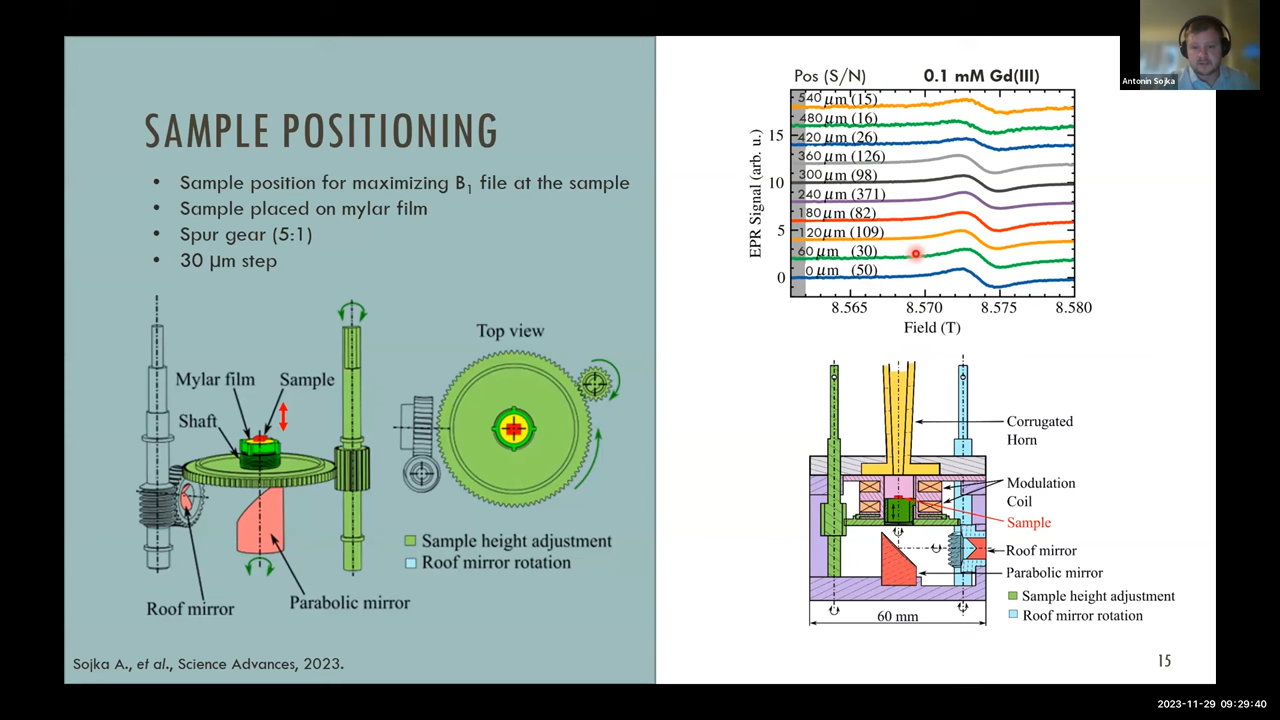 SAMPLE POSITIONING
• Sample position for maximizing B1 file at the sample
• Sample placed on mylar film
• Spur gear (5:1)
• 30 µm step
Mylar film
Sample
Shaft
Roof mirror
Parabolic mirror
Top view
Sample height adjustment
Roof mirror rotation
Sojka A., et al., Science Advances, 2023.
Pos (S/N)
0.1 mM Gd(III)
540 µm (15)
480 µm (16)
420 µm (26)
360 µm (126)
300 µm (98)
240 µm (371)
180 µm (82)
120 µm (109)
60 µm (30)
0 µm (50)
EPR Signal (arb. u.)
15
10
5
0
8.565 8.570 8.575 8.580
Field (T)
Corrugated
Horn
Modulation
Coil
Sample
Roof mirror
Parabolic mirror
Sample height adjustment
Roof mirror rotation
60 mm
15
Antonin Sojka
2023-11-29 09:29:40